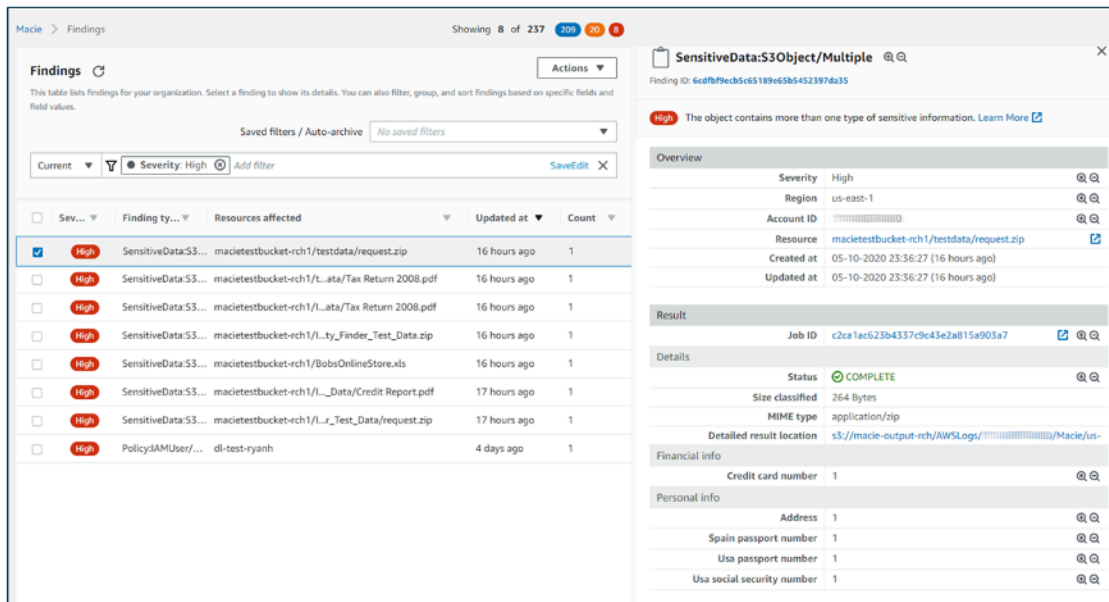 Macie > Findings
Showing 8 of 237 209 20 8
Findings
Actions ▼
This table lists findings for your organization. Select a finding to show its details. You can also filter, group, and sort findings based on specific fields and
field values.
Saved filters / Auto-archive No saved filters ▼
Current ▼ Severity: High Add filter SaveEdit X
Sev... Finding ty... Resources affected Updated at ▼ Count
High SensitiveData:S3... macietestbucket-rch1/testdata/request.zip 16 hours ago 1
High SensitiveData:S3... macietestbucket-rch1/t...ata/Tax Return 2008.pdf 16 hours ago 1
High SensitiveData:S3... macietestbucket-rch1/l...ata/Tax Return 2008.pdf 16 hours ago 1
High SensitiveData:S3... macietestbucket-rch1/l...ty_Finder_Test_Data.zip 16 hours ago 1
High SensitiveData:S3... macietestbucket-rch1/BobsOnlineStore.xls 16 hours ago 1
High SensitiveData:S3... macietestbucket-rch1/l..._Data/Credit Report.pdf 17 hours ago 1
High SensitiveData:S3... macietestbucket-rch1/l...r_Test_Data/request.zip 17 hours ago 1
High Policy:IAMUser/... dl-test-ryanh 4 days ago 1
SensitiveData:S3Object/Multiple
Finding ID: 6cdfbf9ecb5c65189e65b5452397da35
High The object contains more than one type of sensitive information. Learn More
Overview
Severity High
Region us-east-1
Account ID
Resource macietestbucket-rch1/testdata/request.zip
Created at 05-10-2020 23:36:27 (16 hours ago)
Updated at 05-10-2020 23:36:27 (16 hours ago)
Result
Job ID c2ca1ac623b4337c9c43e2a815a903a7
Details
Status COMPLETE
Size classified 264 Bytes
MIME type application/zip
Detailed result location s3://macie-output-rch/AWSLogs/ /Macie/us-
Financial info
Credit card number 1
Personal info
Address 1
Spain passport number 1
Usa passport number 1
Usa social security number 1